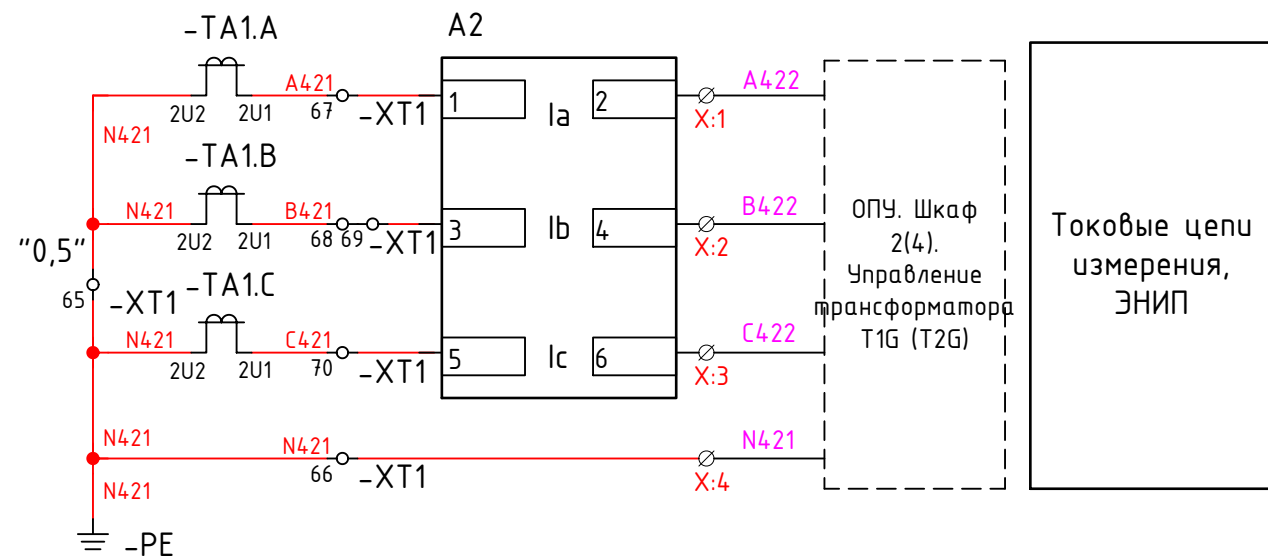 -TA1.A
A2
A421
A422
2U2
2U1
67
-XT1
1
Ia
2
X:1
N421
-TA1.B
N421
B421
B422
2U2
2U1
68
69
-XT1
3
Ib
4
X:2
"0,5"
65
-XT1
-TA1.C
N421
C421
C422
2U2
2U1
70
-XT1
5
Ic
6
X:3
N421
N421
N421
66
-XT1
X:4
N421
-PE
ОПУ. Шкаф
2(4).
Управление
трансформатора
T1G (T2G)
Токовые цепи
измерения,
ЭНИП